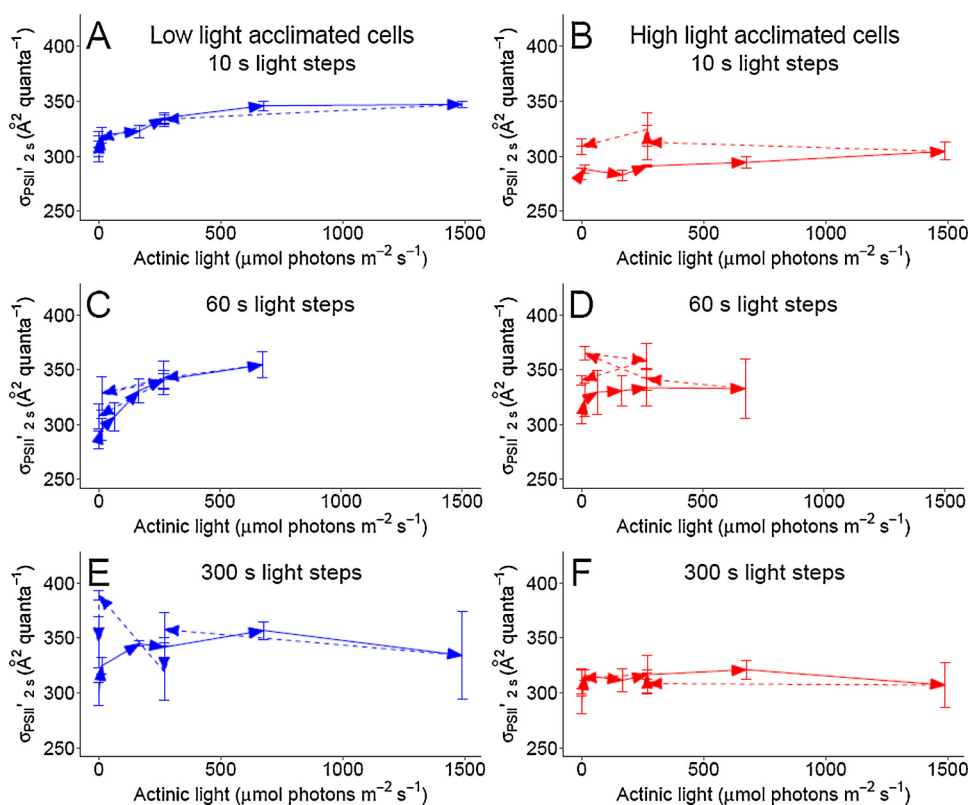 A
Low light acclimated cells
10 s light steps
σPSII' 2 s (Å² quanta⁻¹)
400
350
300
250
0
500
1000
1500
Actinic light (μmol photons m⁻² s⁻¹)
B
High light acclimated cells
10 s light steps
σPSII' 2 s (Å² quanta⁻¹)
400
350
300
250
0
500
1000
1500
Actinic light (μmol photons m⁻² s⁻¹)
C
60 s light steps
σPSII' 2 s (Å² quanta⁻¹)
400
350
300
250
0
500
1000
1500
Actinic light (μmol photons m⁻² s⁻¹)
D
60 s light steps
σPSII' 2 s (Å² quanta⁻¹)
400
350
300
250
0
500
1000
1500
Actinic light (μmol photons m⁻² s⁻¹)
E
300 s light steps
σPSII' 2 s (Å² quanta⁻¹)
400
350
300
250
0
500
1000
1500
Actinic light (μmol photons m⁻² s⁻¹)
F
300 s light steps
σPSII' 2 s (Å² quanta⁻¹)
400
350
300
250
0
500
1000
1500
Actinic light (μmol photons m⁻² s⁻¹)